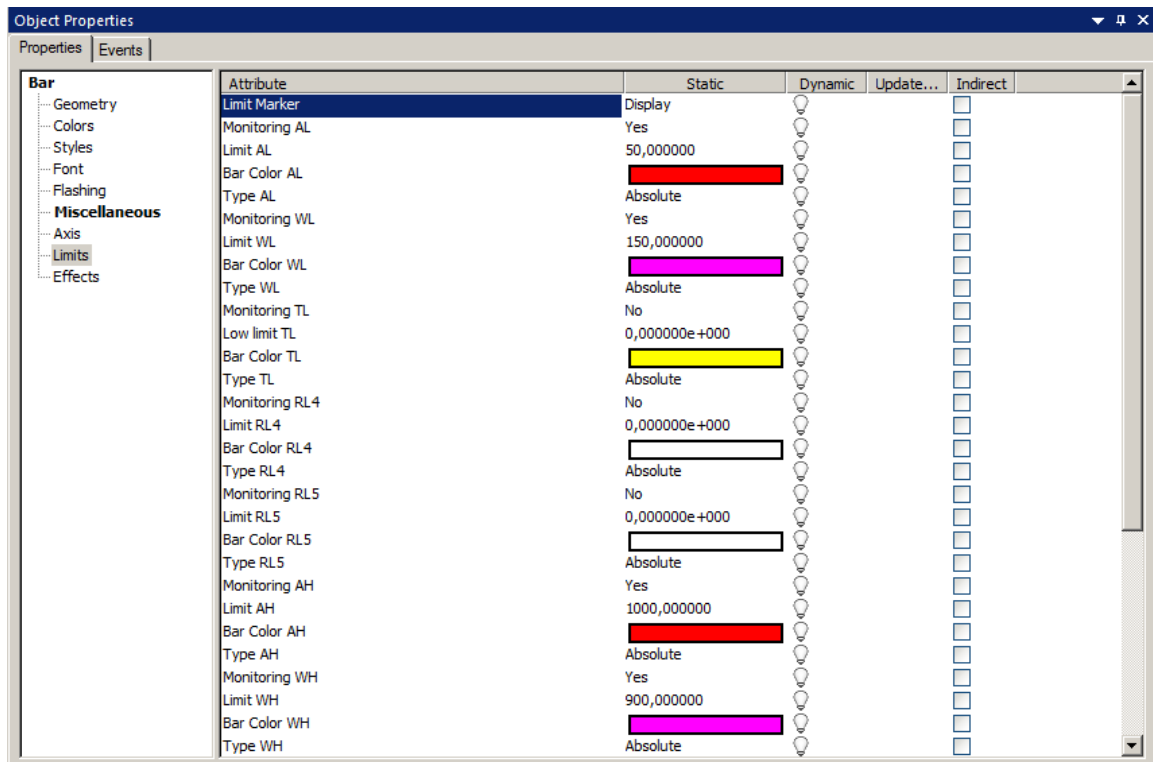 Object Properties
Properties Events
Bar
Geometry
Colors
Styles
Font
Flashing
Miscellaneous
Axis
Limits
Effects
Attribute Static Dynamic Update... Indirect
Limit Marker Display
Monitoring AL Yes
Limit AL 50,000000
Bar Color AL
Type AL Absolute
Monitoring WL Yes
Limit WL 150,000000
Bar Color WL
Type WL Absolute
Monitoring TL No
Low limit TL 0,000000e+000
Bar Color TL
Type TL Absolute
Monitoring RL4 No
Limit RL4 0,000000e+000
Bar Color RL4
Type RL4 Absolute
Monitoring RL5 No
Limit RL5 0,000000e+000
Bar Color RL5
Type RL5 Absolute
Monitoring AH Yes
Limit AH 1000,000000
Bar Color AH
Type AH Absolute
Monitoring WH Yes
Limit WH 900,000000
Bar Color WH
Type WH Absolute